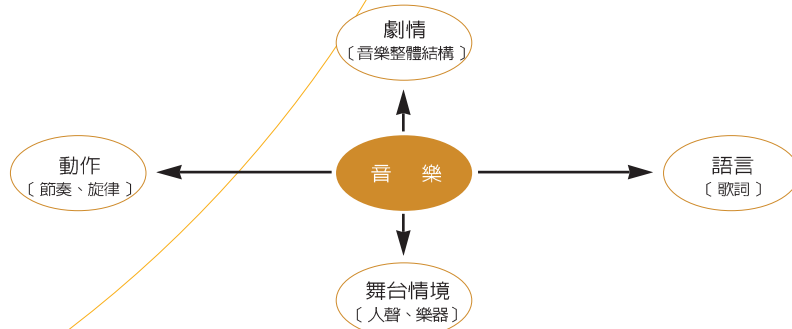 劇情
〔音樂整體結構〕
動作
〔節奏、旋律〕
音 樂
語言
〔歌詞〕
舞台情境
〔人聲、樂器〕